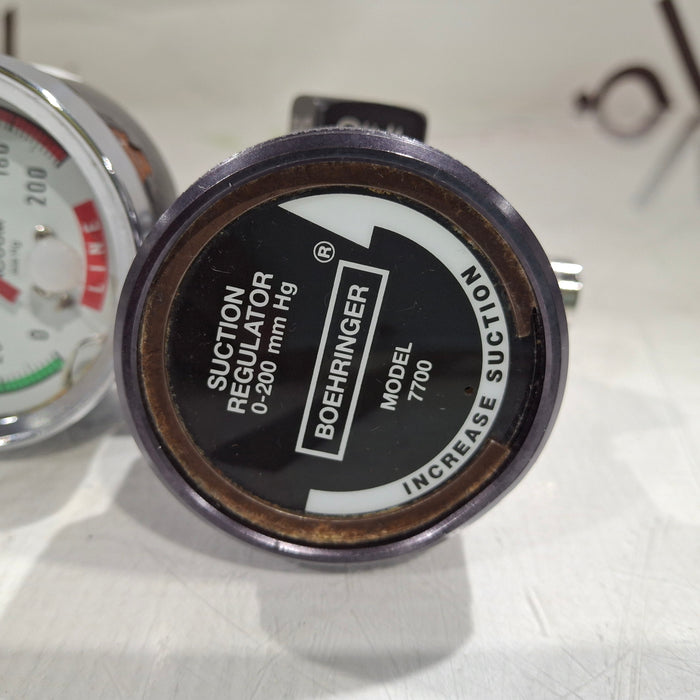 SUCTION
REGULATOR
0-200 mm Hg
BOEHRINGER
®
MODEL
7700
INCREASE SUCTION
200
LINE
0